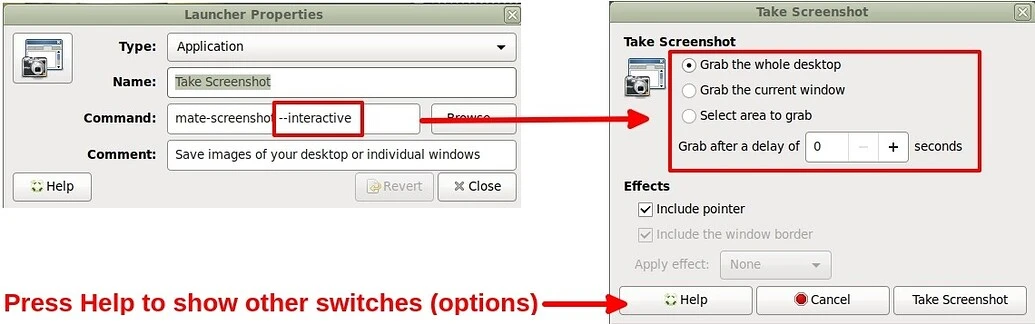 Launcher Properties
Type: Application
Name: Take Screenshot
Command: mate-screenshot --interactive Browse...
Comment: Save images of your desktop or individual windows
Help Revert Close
Take Screenshot
Take Screenshot
Grab the whole desktop
Grab the current window
Select area to grab
Grab after a delay of 0 − + seconds
Effects
Include pointer
Include the window border
Apply effect: None
Help Cancel Take Screenshot
Press Help to show other switches (options)